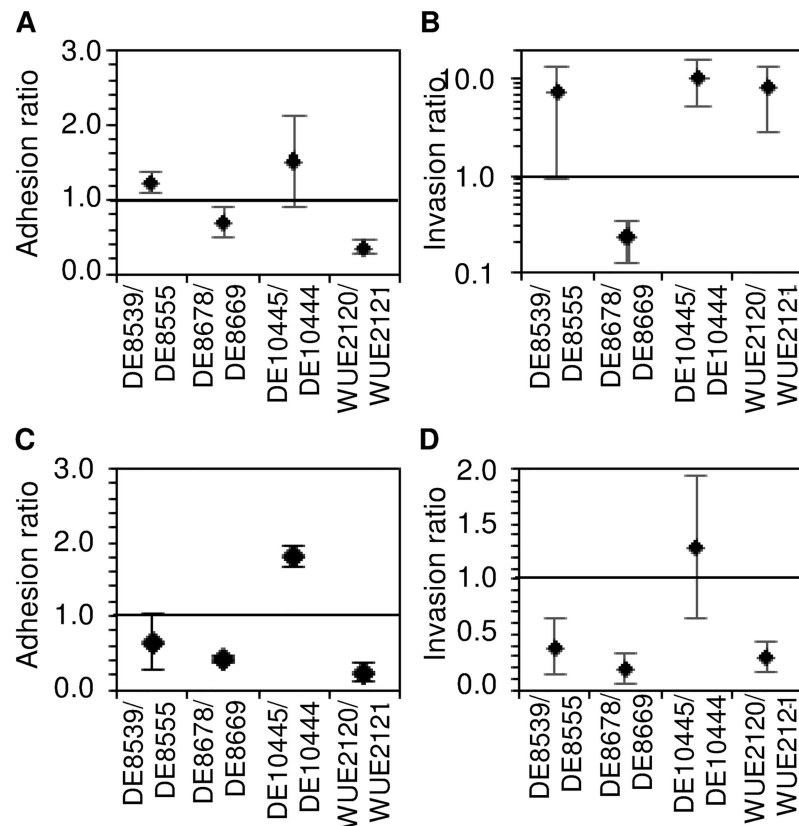 A
Adhesion ratio
3.0
2.0
1.0
0.0
DE8539/
DE8555
DE8678/
DE8669
DE10445/
DE10444
WUE2120/
WUE2121
B
Invasion ratio
10.0
1.0
0.1
DE8539/
DE8555
DE8678/
DE8669
DE10445/
DE10444
WUE2120/
WUE2121
C
Adhesion ratio
3.0
2.0
1.0
0.0
DE8539/
DE8555
DE8678/
DE8669
DE10445/
DE10444
WUE2120/
WUE2121
D
Invasion ratio
2.0
1.5
1.0
0.5
0.0
DE8539/
DE8555
DE8678/
DE8669
DE10445/
DE10444
WUE2120/
WUE2121